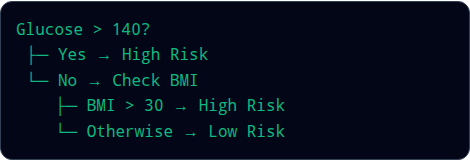 Glucose > 140?
├─ Yes → High Risk
└─ No → Check BMI
├─ BMI > 30 → High Risk
└─ Otherwise → Low Risk